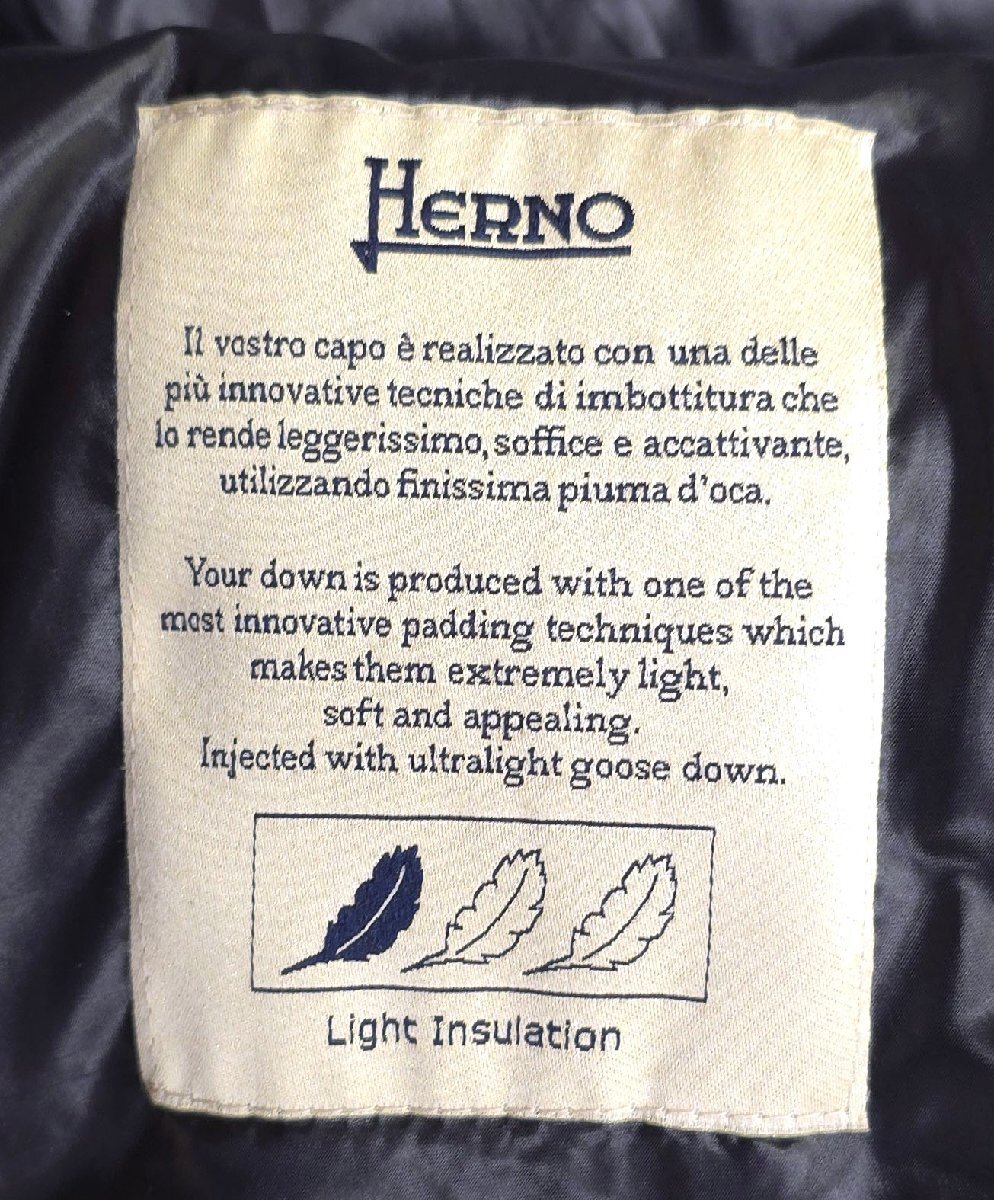 HERNO
Il vostro capo è realizzato con una delle
più innovative tecniche di imbottitura che
lo rende leggerissimo, soffice e accattivante,
utilizzando finissima piuma d'oca.
Your down is produced with one of the
most innovative padding techniques which
makes them extremely light,
soft and appealing.
Injected with ultralight goose down.
Light Insulation